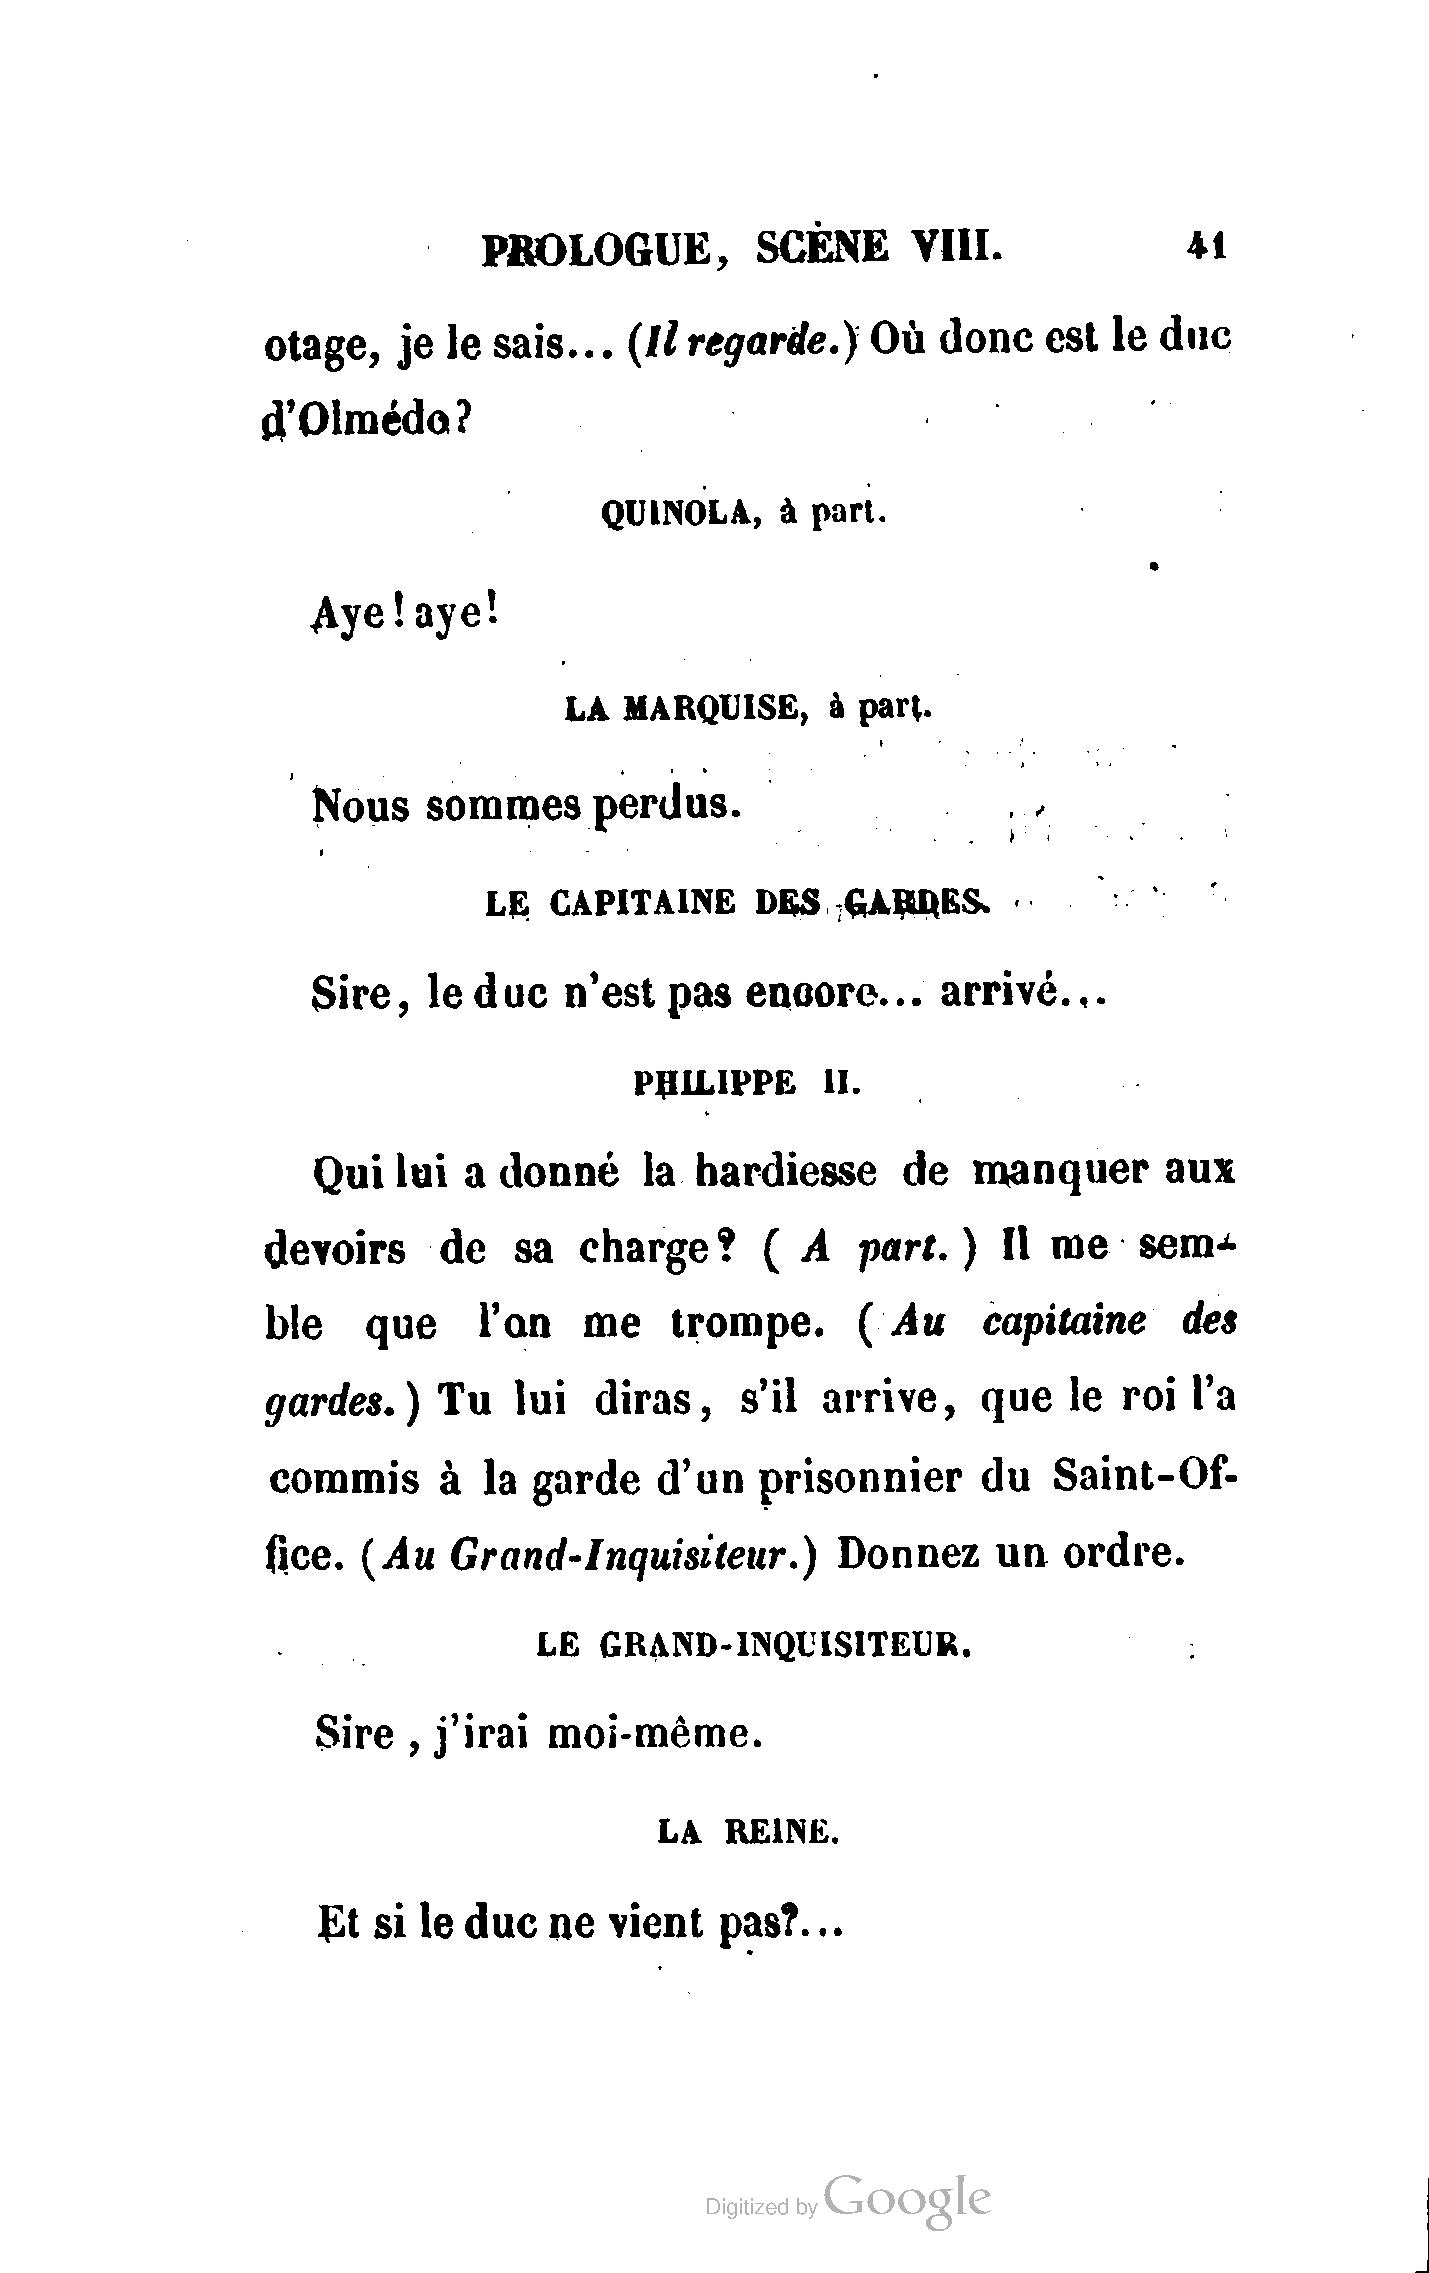 PROLOGUE, SCÈNE VIII. 41
otage, je le sais... (Il regarde.) Où donc est le duc
d'Olmédo?
QUINOLA, à part.
Aye! aye!
LA MARQUISE, à part.
Nous sommes perdus.
LE CAPITAINE DES GARDES.
Sire, le duc n'est pas encore... arrivé...
PHILIPPE II.
Qui lui a donné la hardiesse de manquer aux
devoirs de sa charge? (A part.) Il me sem-
ble que l'on me trompe. (Au capitaine des
gardes.) Tu lui diras, s'il arrive, que le roi l'a
commis à la garde d'un prisonnier du Saint-Of-
fice. (Au Grand-Inquisiteur.) Donnez un ordre.
LE GRAND-INQUISITEUR.
Sire, j'irai moi-même.
LA REINE.
Et si le duc ne vient pas?...
Digitized by Google